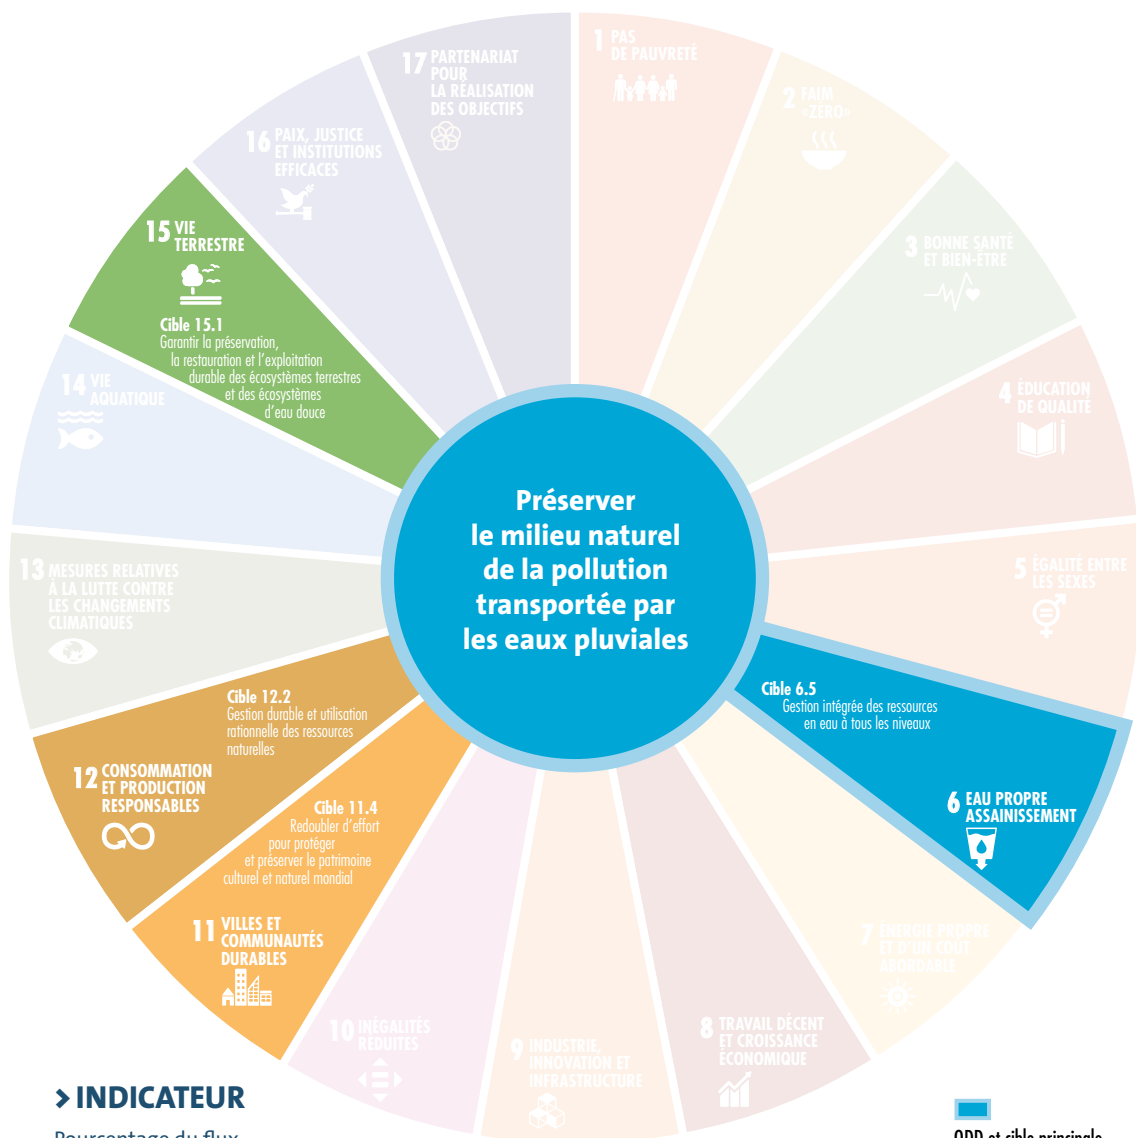 1 PAS
DE PAUVRETÉ
2 FAIM
«ZÉRO»
3 BONNE SANTÉ
ET BIEN-ÊTRE
4 ÉDUCATION
DE QUALITÉ
5 ÉGALITÉ ENTRE
LES SEXES
Cible 6.5
Gestion intégrée des ressources
en eau à tous les niveaux
6 EAU PROPRE
ASSAINISSEMENT
7 ÉNERGIE PROPRE
ET D'UN COÛT
ABORDABLE
8 TRAVAIL DÉCENT
ET CROISSANCE
ÉCONOMIQUE
9 INDUSTRIE,
INNOVATION ET
INFRASTRUCTURE
10 INÉGALITÉS
RÉDUITES
Cible 11.4
Redoubler d'effort
pour protéger
et préserver le patrimoine
culturel et naturel mondial
11 VILLES ET
COMMUNAUTÉS
DURABLES
Cible 12.2
Gestion durable et utilisation
rationnelle des ressources
naturelles
12 CONSOMMATION
ET PRODUCTION
RESPONSABLES
13 MESURES RELATIVES
À LA LUTTE CONTRE
LES CHANGEMENTS
CLIMATIQUES
14 VIE
AQUATIQUE
15 VIE
TERRESTRE
Cible 15.1
Garantir la préservation,
la restauration et l'exploitation
durable des écosystèmes terrestres
et des écosystèmes
d'eau douce
16 PAIX, JUSTICE
ET INSTITUTIONS
EFFICACES
17 PARTENARIAT
POUR
LA RÉALISATION
DES OBJECTIFS
Préserver
le milieu naturel
de la pollution
transportée par
les eaux pluviales
> INDICATEUR
Pourcentage du flux
ODD et cible principale